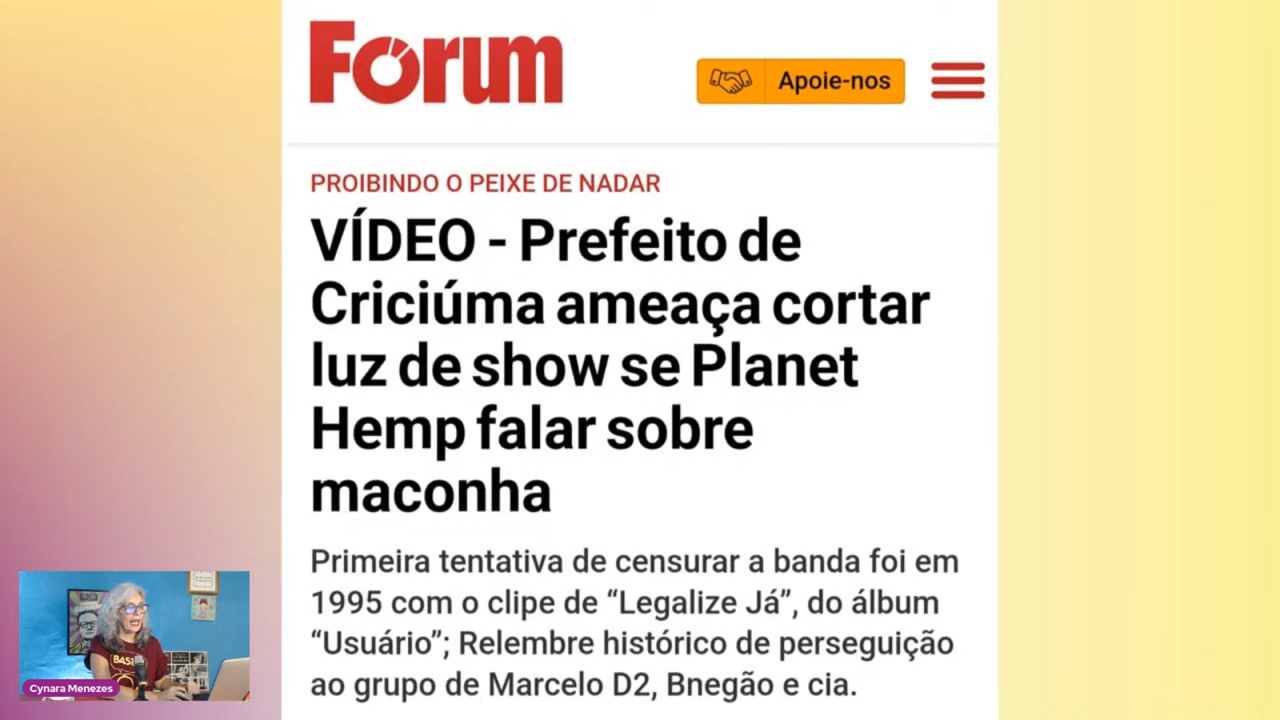 Fórum
Apoie-nos
PROIBINDO O PEIXE DE NADAR
VÍDEO - Prefeito de
Criciúma ameaça cortar
luz de show se Planet
Hemp falar sobre
maconha
Primeira tentativa de censurar a banda foi em
1995 com o clipe de “Legalize Já”, do álbum
“Usuário”; Relembre histórico de perseguição
ao grupo de Marcelo D2, Bnegão e cia.
Cynara Menezes